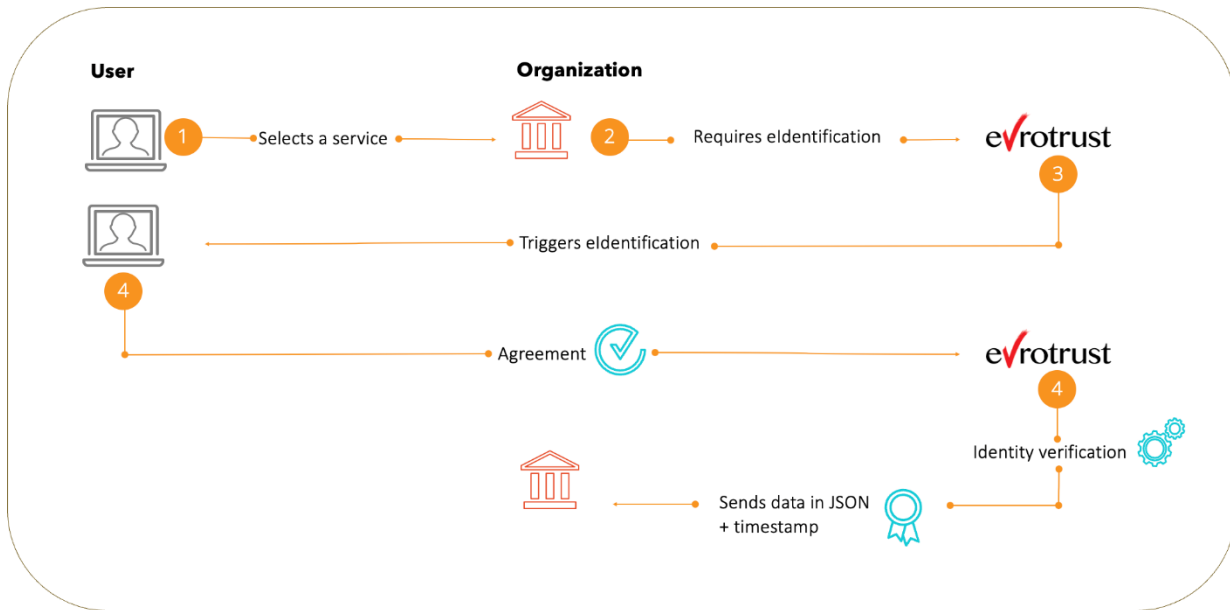 User
Organization
1
Selects a service
2
Requires eIdentification
evrotrust
3
Triggers eIdentification
4
Agreement
evrotrust
4
Identity verification
Sends data in JSON
+ timestamp